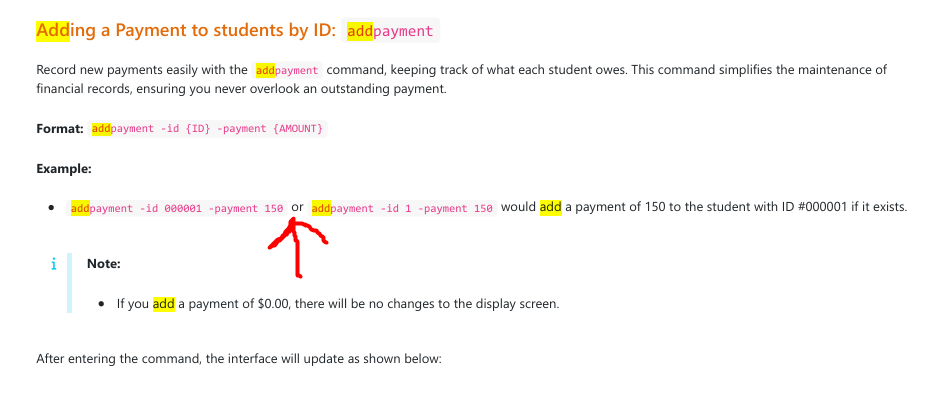 Adding a Payment to students by ID: addpayment
Record new payments easily with the addpayment command, keeping track of what each student owes. This command simplifies the maintenance of
financial records, ensuring you never overlook an outstanding payment.
Format: addpayment -id {ID} -payment {AMOUNT}
Example:
• addpayment -id 000001 -payment 150 or addpayment -id 1 -payment 150 would add a payment of 150 to the student with ID #000001 if it exists.
i Note:
• If you add a payment of $0.00, there will be no changes to the display screen.
After entering the command, the interface will update as shown below: